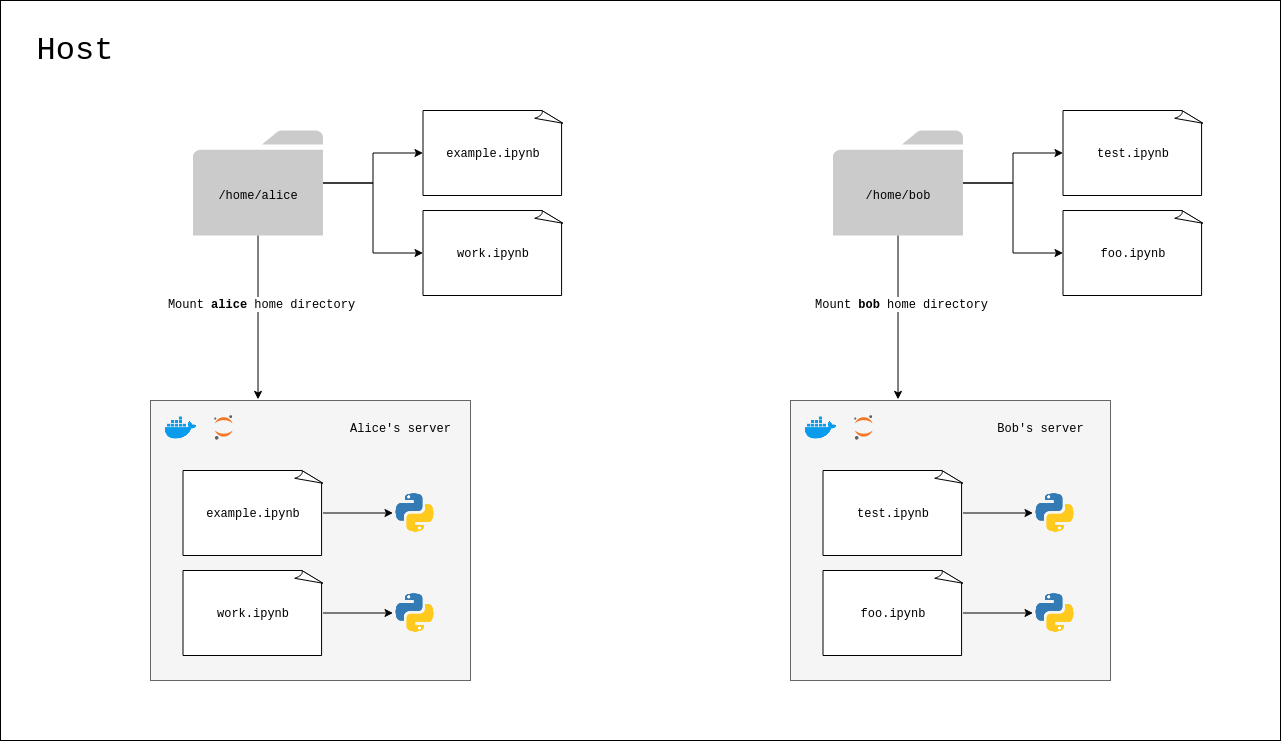 Host
/home/alice
example.ipynb
work.ipynb
Mount alice home directory
Alice's server
example.ipynb
work.ipynb
/home/bob
test.ipynb
foo.ipynb
Mount bob home directory
Bob's server
test.ipynb
foo.ipynb